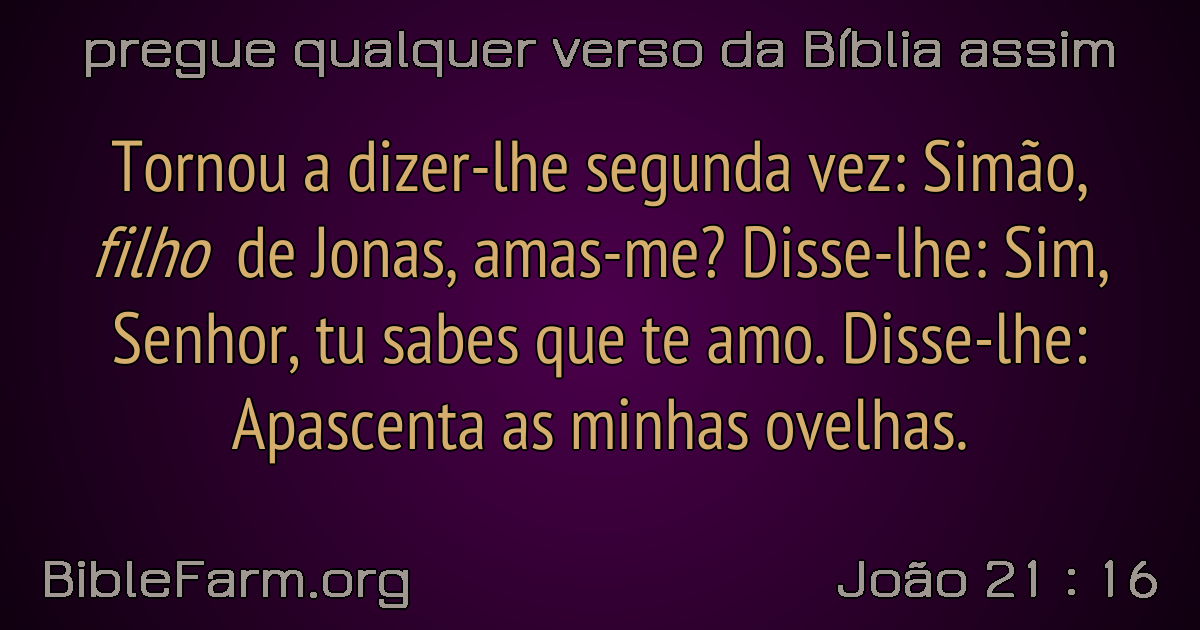 pregue qualquer verso da Bíblia assim
Tornou a dizer-lhe segunda vez: Simão,
filho de Jonas, amas-me? Disse-lhe: Sim,
Senhor, tu sabes que te amo. Disse-lhe:
Apascenta as minhas ovelhas.
BibleFarm.org
João 21 : 16